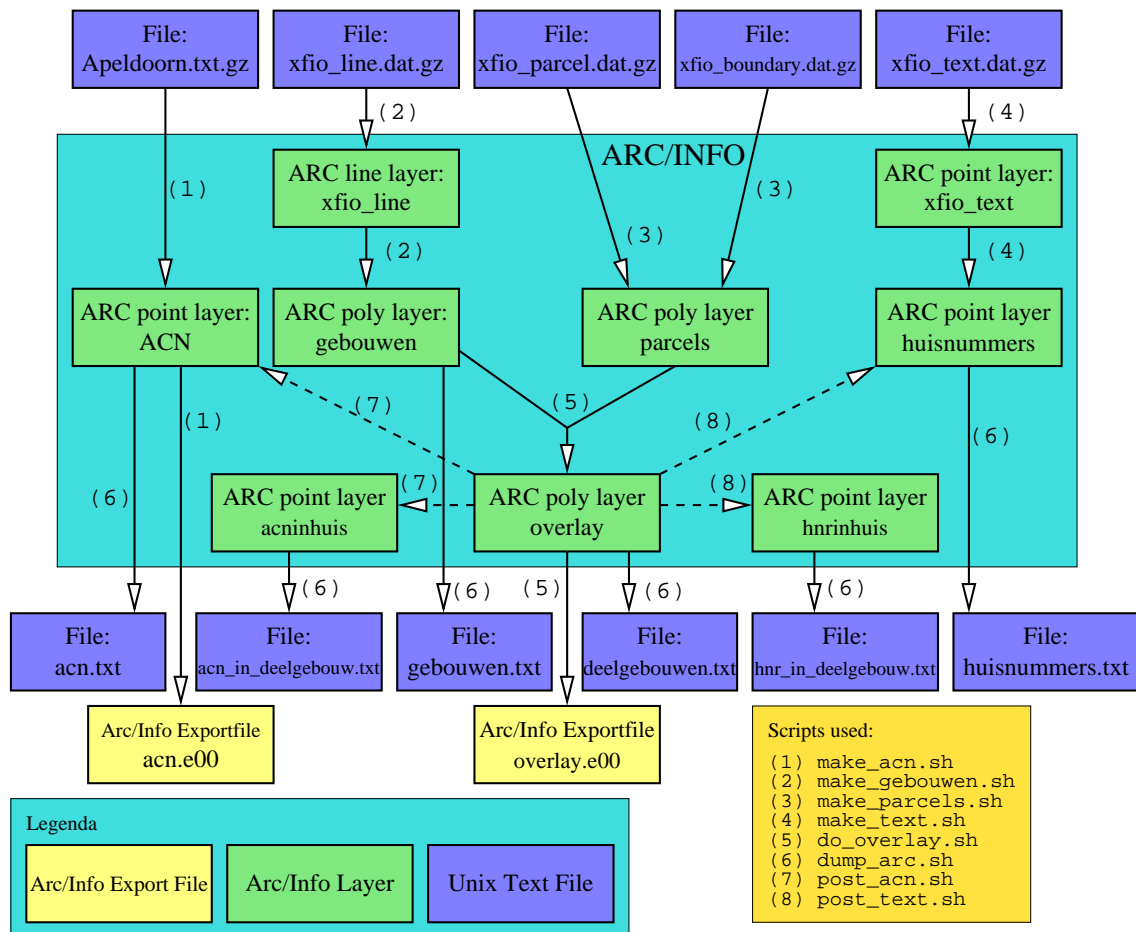 File:
Apeldoorn.txt.gz
File:
xfio_line.dat.gz
File:
xfio_parcel.dat.gz
File:
xfio_boundary.dat.gz
File:
xfio_text.dat.gz
(2)
(4)
ARC/INFO
ARC line layer:
xfio_line
ARC point layer:
xfio_text
(1)
(3)
(3)
(2)
(4)
ARC point layer:
ACN
ARC poly layer:
gebouwen
ARC poly layer
parcels
ARC point layer
huisnummers
(7)
(5)
(8)
(1)
(6)
(6)
(7)
(8)
ARC point layer
acninhuis
ARC poly layer
overlay
ARC point layer
hnrinhuis
(6)
(6)
(5)
(6)
(6)
File:
acn.txt
File:
acn_in_deelgebouw.txt
File:
gebouwen.txt
File:
deelgebouwen.txt
File:
hnr_in_deelgebouw.txt
File:
huisnummers.txt
Arc/Info Exportfile
acn.e00
Arc/Info Exportfile
overlay.e00
Scripts used:
(1) make_acn.sh
(2) make_gebouwen.sh
(3) make_parcels.sh
(4) make_text.sh
(5) do_overlay.sh
(6) dump_arc.sh
(7) post_acn.sh
(8) post_text.sh
Legenda
Arc/Info Export File
Arc/Info Layer
Unix Text File